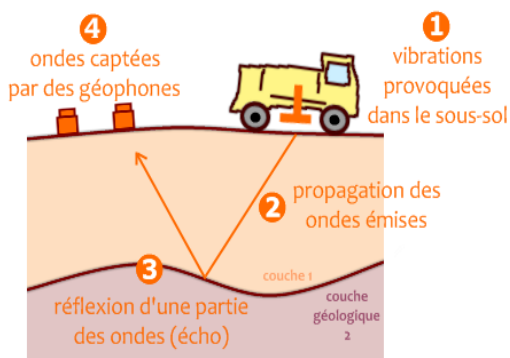 1
vibrations
provoquées
dans le sous-sol
2
propagation des
ondes émises
3
réflexion d'une partie
des ondes (écho)
4
ondes captées
par des géophones
couche 1
couche
géologique
2